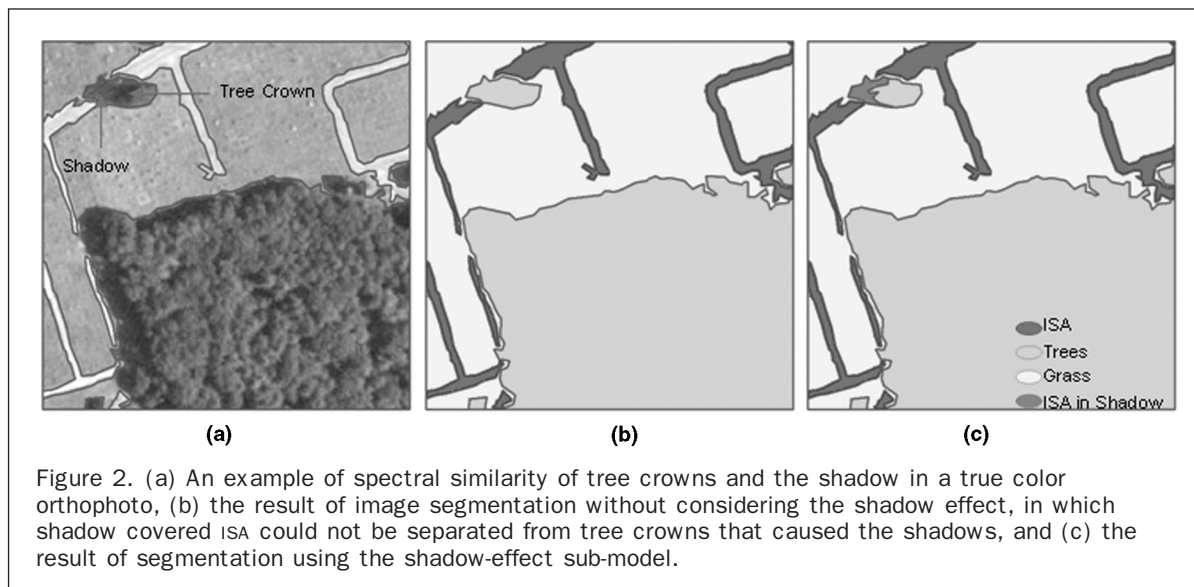 Tree Crown
Shadow
ISA
Trees
Grass
ISA in Shadow
(a)
(b)
(c)
Figure 2. (a) An example of spectral similarity of tree crowns and the shadow in a true color
orthophoto, (b) the result of image segmentation without considering the shadow effect, in which
shadow covered ISA could not be separated from tree crowns that caused the shadows, and (c) the
result of segmentation using the shadow-effect sub-model.